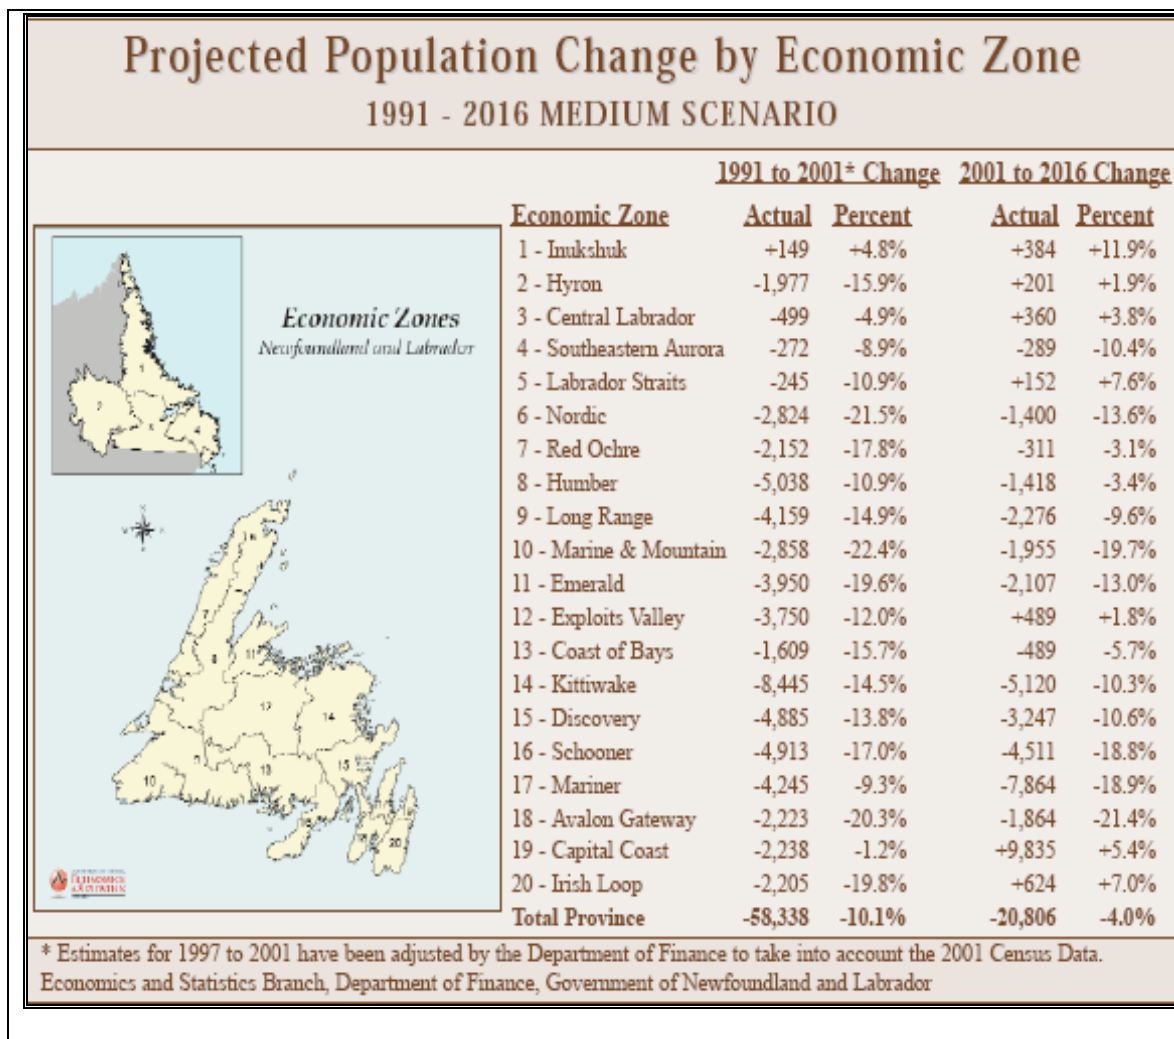 Projected Population Change by Economic Zone
1991 - 2016 MEDIUM SCENARIO
1991 to 2001* Change 2001 to 2016 Change
Economic Zone Actual Percent Actual Percent
1 - Inukshuk +149 +4.8% +384 +11.9%
2 - Hyron -1,977 -15.9% +201 +1.9%
3 - Central Labrador -499 -4.9% +360 +3.8%
4 - Southeastern Aurora -272 -8.9% -289 -10.4%
5 - Labrador Straits -245 -10.9% +152 +7.6%
6 - Nordic -2,824 -21.5% -1,400 -13.6%
7 - Red Ochre -2,152 -17.8% -311 -3.1%
8 - Humber -5,038 -10.9% -1,418 -3.4%
9 - Long Range -4,159 -14.9% -2,276 -9.6%
10 - Marine & Mountain -2,858 -22.4% -1,955 -19.7%
11 - Emerald -3,950 -19.6% -2,107 -13.0%
12 - Exploits Valley -3,750 -12.0% +489 +1.8%
13 - Coast of Bays -1,609 -15.7% -489 -5.7%
14 - Kittiwake -8,445 -14.5% -5,120 -10.3%
15 - Discovery -4,885 -13.8% -3,247 -10.6%
16 - Schooner -4,913 -17.0% -4,511 -18.8%
17 - Mariner -4,245 -9.3% -7,864 -18.9%
18 - Avalon Gateway -2,223 -20.3% -1,864 -21.4%
19 - Capital Coast -2,238 -1.2% +9,835 +5.4%
20 - Irish Loop -2,205 -19.8% +624 +7.0%
Total Province -58,338 -10.1% -20,806 -4.0%
Economic Zones
Newfoundland and Labrador
1
11
14
15
13
10
20
* Estimates for 1997 to 2001 have been adjusted by the Department of Finance to take into account the 2001 Census Data.
Economics and Statistics Branch, Department of Finance, Government of Newfoundland and Labrador